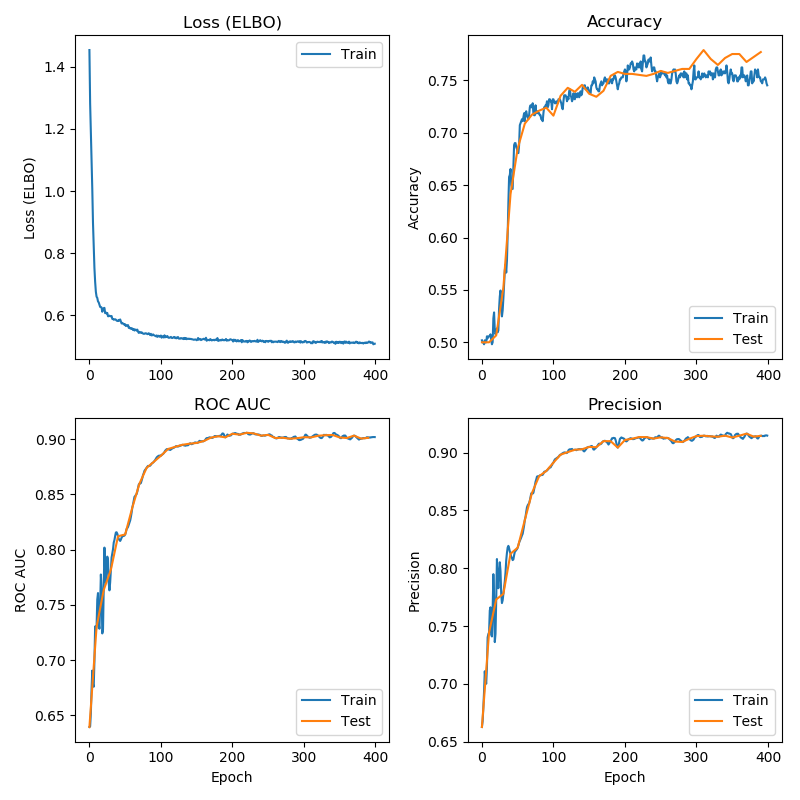 Loss (ELBO)
Loss (ELBO)
1.4
1.2
1.0
0.8
0.6
0 100 200 300 400
Train
Accuracy
Accuracy
0.75
0.70
0.65
0.60
0.55
0.50
0 100 200 300 400
Train
Test
ROC AUC
ROC AUC
0.90
0.85
0.80
0.75
0.70
0.65
0 100 200 300 400
Epoch
Train
Test
Precision
Precision
0.90
0.85
0.80
0.75
0.70
0.65
0 100 200 300 400
Epoch
Train
Test